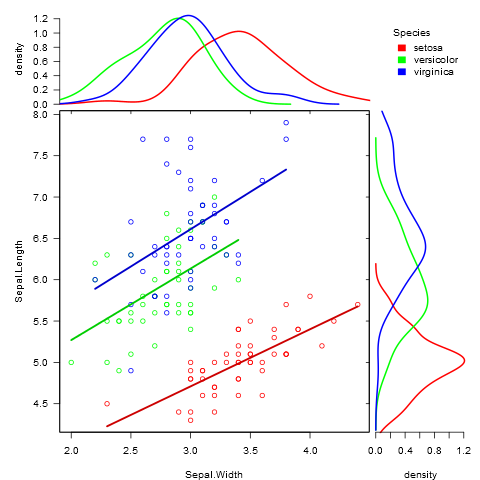 1.2
1.0
0.8
0.6
0.4
0.2
0.0
density
Species
setosa
versicolor
virginica
8.0
7.5
7.0
6.5
6.0
5.5
5.0
4.5
Sepal.Length
2.0 2.5 3.0 3.5 4.0
Sepal.Width
0.0 0.4 0.8 1.2
density